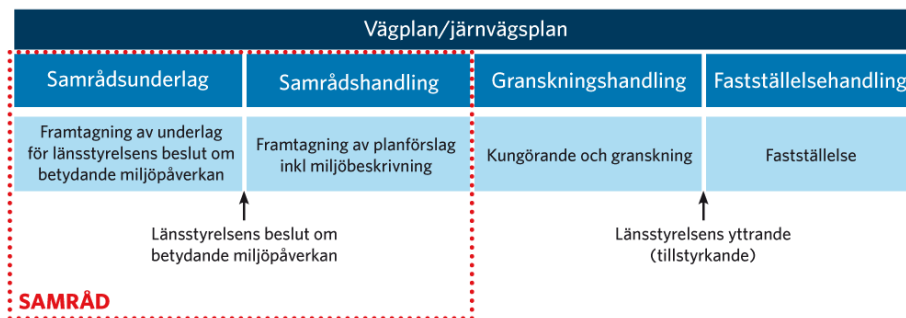 Vägplan/järnvägsplan
Samrådsunderlag
Samrådshandling
Granskningshandling
Fastställelsehandling
Framtagning av underlag
för länsstyrelsens beslut om
betydande miljöpåverkan
Framtagning av planförslag
inkl miljöbeskrivning
Kungörande och granskning
Fastställelse
Länsstyrelsens beslut om
betydande miljöpåverkan
Länsstyrelsens yttrande
(tillstyrkande)
SAMRÅD